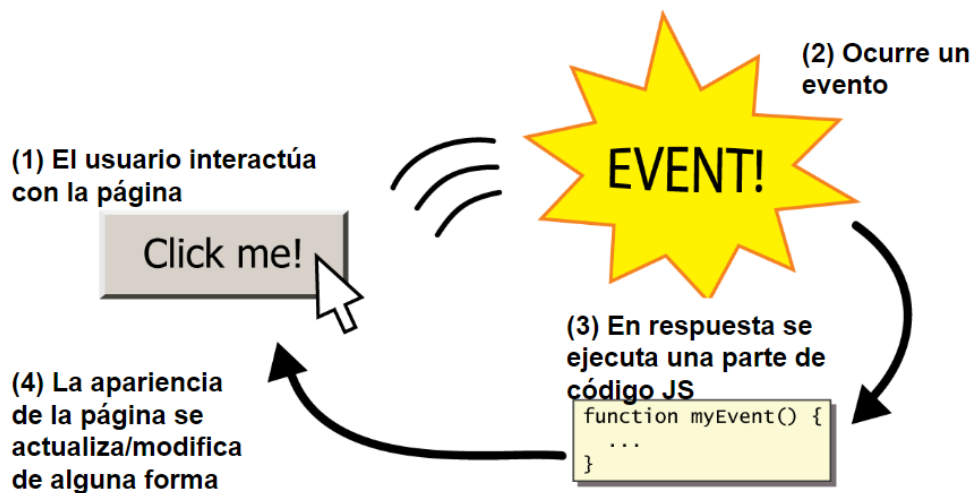 (1) El usuario interactúa
con la página
Click me!
EVENT!
(2) Ocurre un
evento
(3) En respuesta se
ejecuta una parte de
código JS
function myEvent() {
...
}
(4) La apariencia
de la página se
actualiza/modifica
de alguna forma